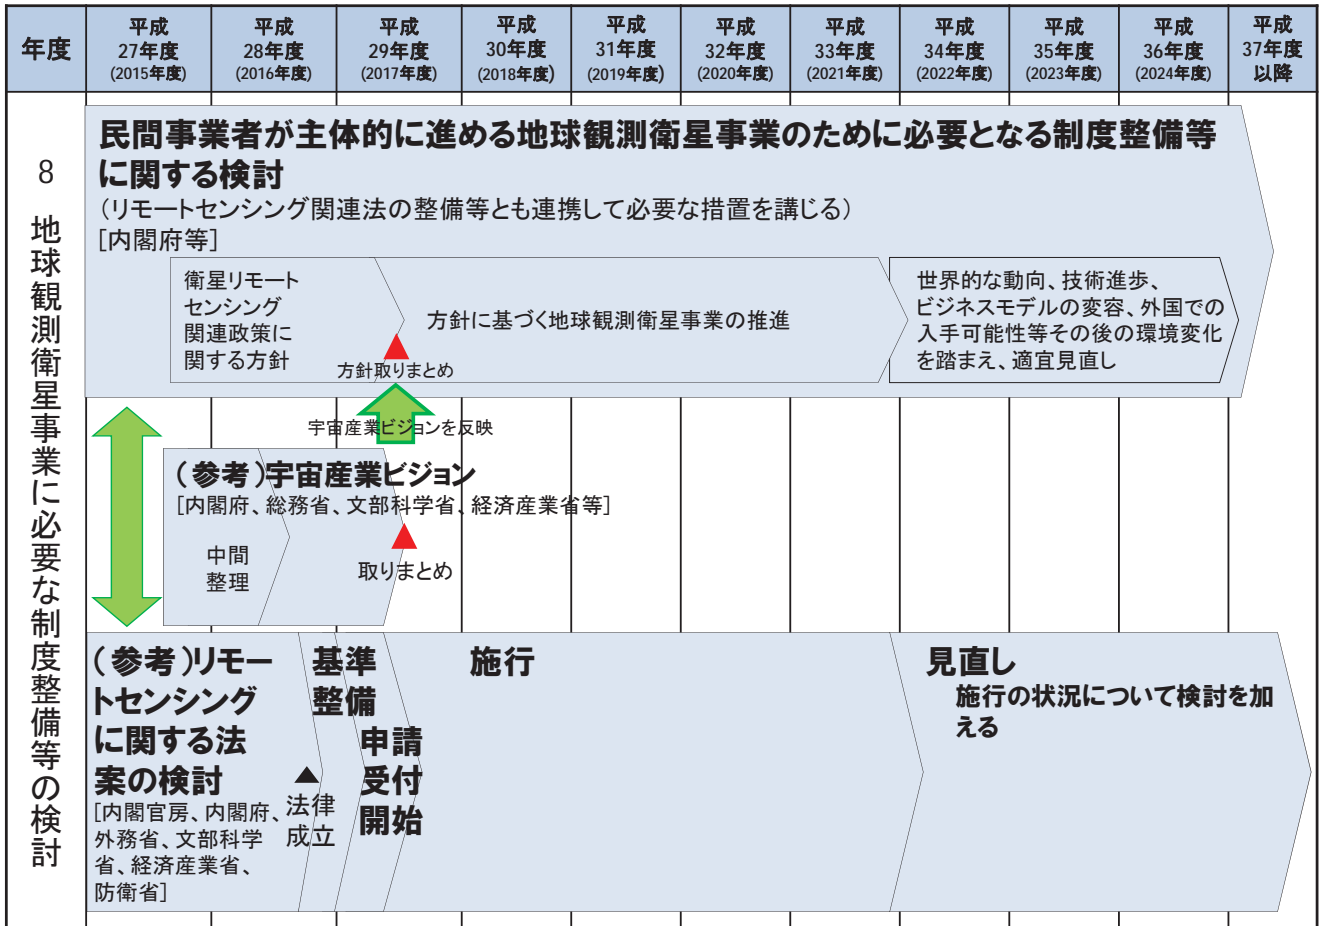 年度
平成
27年度
(2015年度)
平成
28年度
(2016年度)
平成
29年度
(2017年度)
平成
30年度
(2018年度)
平成
31年度
(2019年度)
平成
32年度
(2020年度)
平成
33年度
(2021年度)
平成
34年度
(2022年度)
平成
35年度
(2023年度)
平成
36年度
(2024年度)
平成
37年度
以降
8 地球観測衛星事業に必要な制度整備等の検討
民間事業者が主体的に進める地球観測衛星事業のために必要となる制度整備等
に関する検討
（リモートセンシング関連法の整備等とも連携して必要な措置を講じる）
[内閣府等]
衛星リモート
センシング
関連政策に
関する方針
方針取りまとめ
方針に基づく地球観測衛星事業の推進
世界的な動向、技術進歩、
ビジネスモデルの変容、外国での
入手可能性等その後の環境変化
を踏まえ、適宜見直し
宇宙産業ビジョンを反映
（参考）宇宙産業ビジョン
[内閣府、総務省、文部科学省、経済産業省等]
中間
整理
取りまとめ
（参考）リモー
トセンシング
に関する法
案の検討
[内閣官房、内閣府、
外務省、文部科学
省、経済産業省、
防衛省]
法律
成立
基準
整備
申請
受付
開始
施行
見直し
施行の状況について検討を加
える